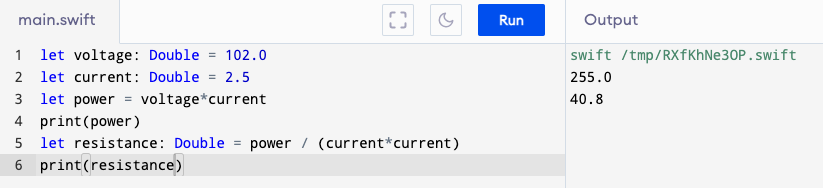 main.swift
Run
Output
1 let voltage: Double = 102.0
2 let current: Double = 2.5
3 let power = voltage*current
4 print(power)
5 let resistance: Double = power / (current*current)
6 print(resistance)
swift /tmp/RXfKhNe3OP.swift
255.0
40.8